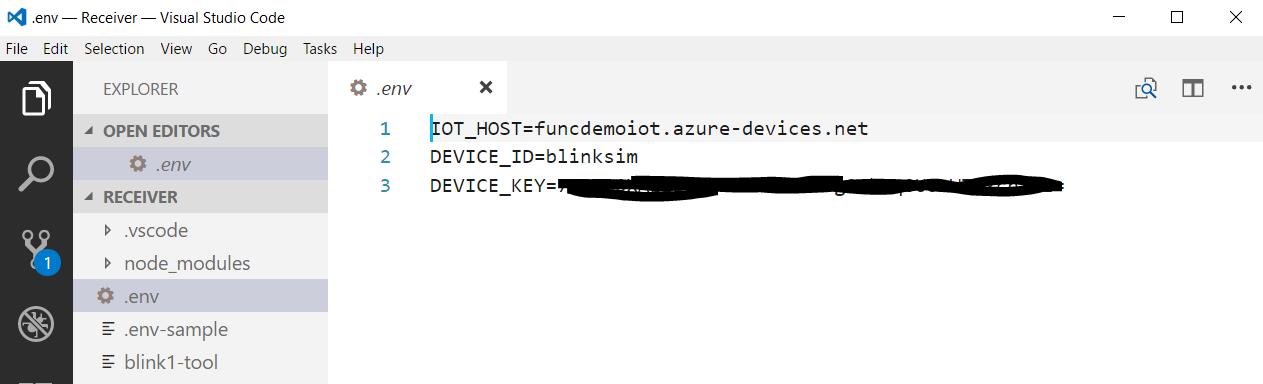 .env — Receiver — Visual Studio Code
File Edit Selection View Go Debug Tasks Help
EXPLORER
OPEN EDITORS
.env
RECEIVER
.vscode
node_modules
.env
.env-sample
blink1-tool
1
.env
1 IOT_HOST=funcdemoiot.azure-devices.net
2 DEVICE_ID=blinksim
3 DEVICE_KEY=